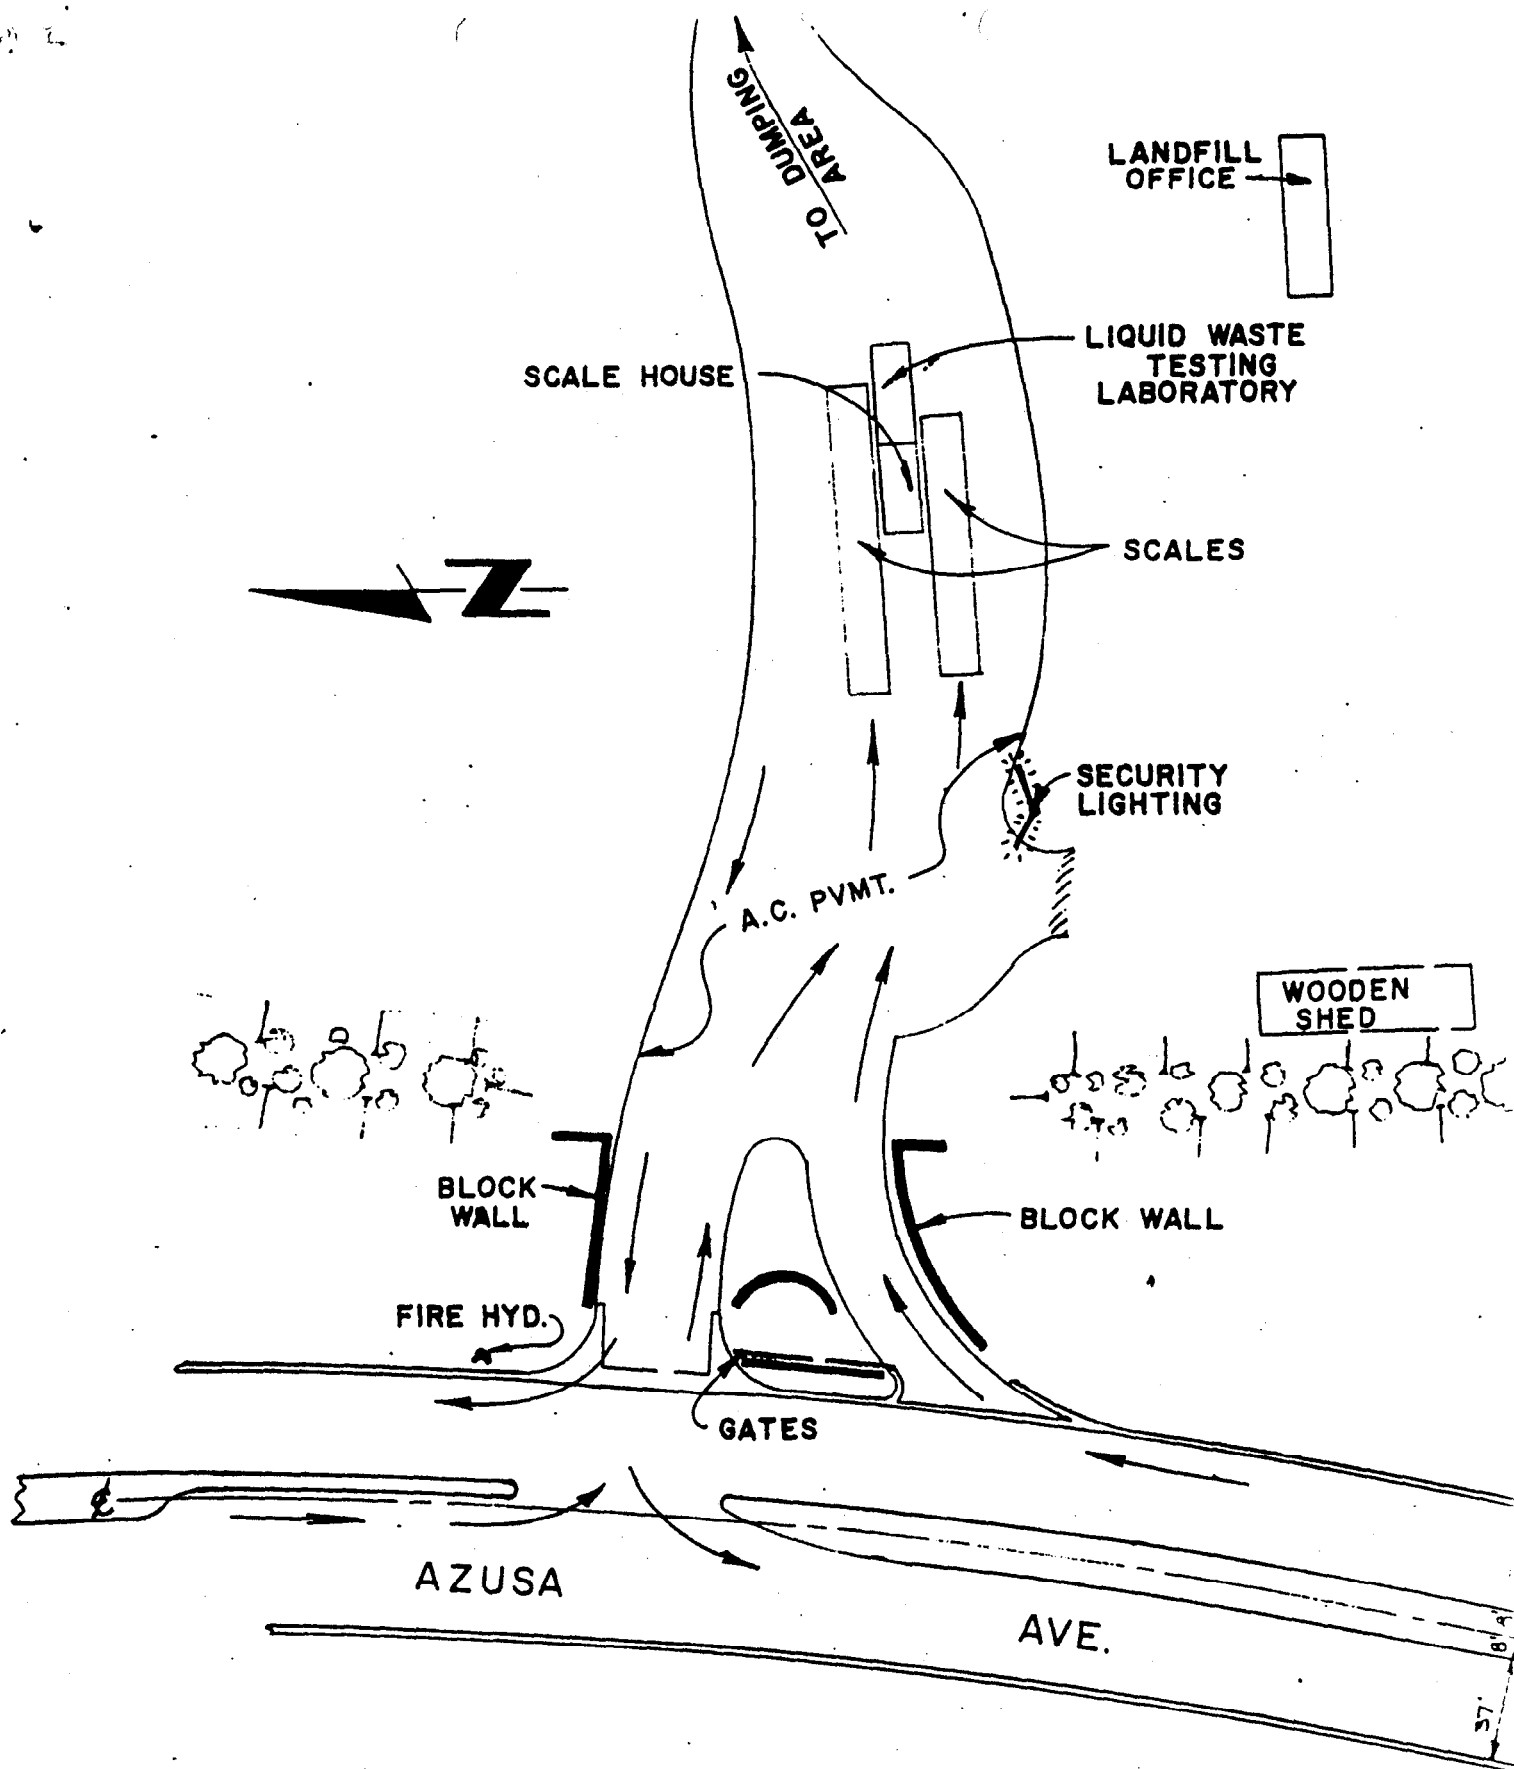 TO DUMPING
AREA
LANDFILL
OFFICE
LIQUID WASTE
TESTING
LABORATORY
SCALE HOUSE
SCALES
N
SECURITY
LIGHTING
A.C. PVMT.
WOODEN
SHED
BLOCK
WALL
BLOCK WALL
FIRE HYD.
GATES
℄
AZUSA
AVE.
8'
37'